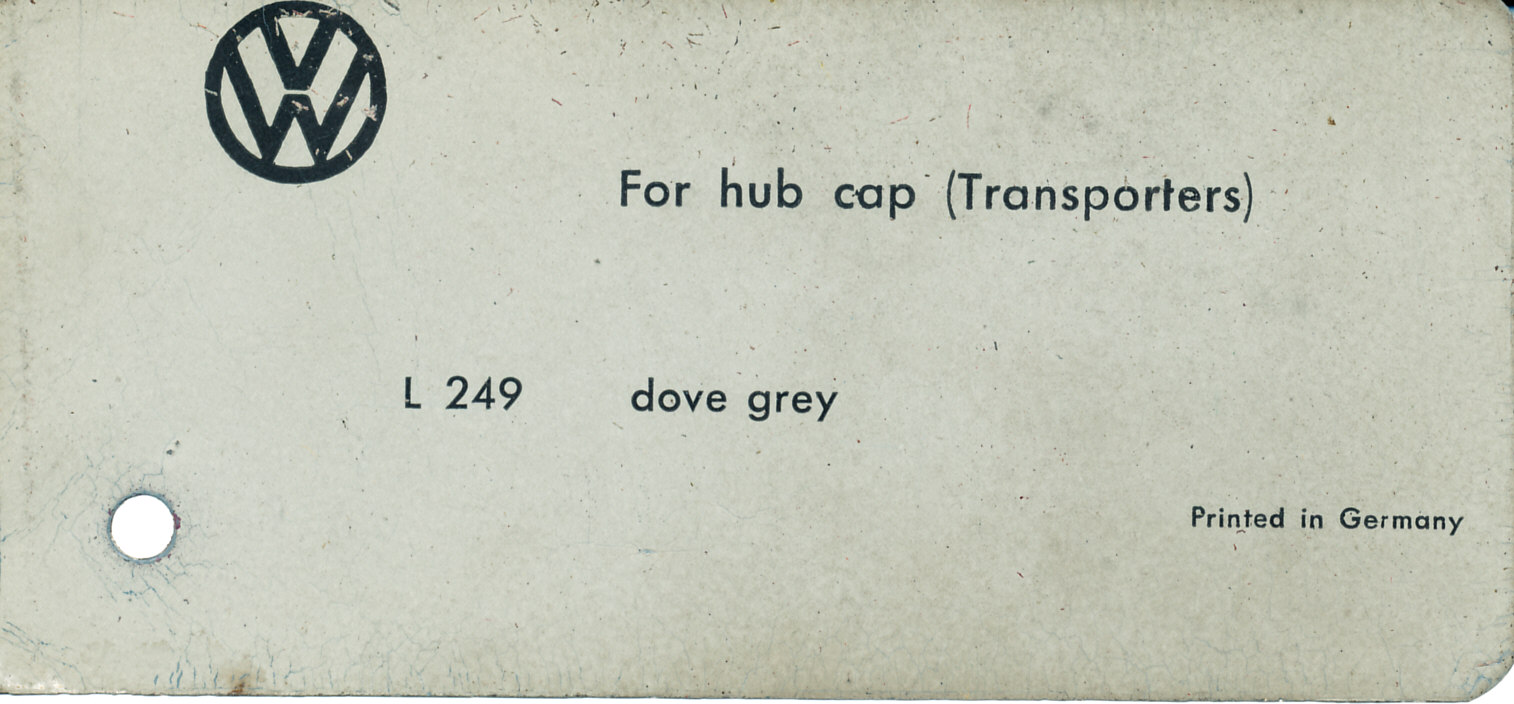 For hub cap (Transporters)
L 249 dove grey
Printed in Germany